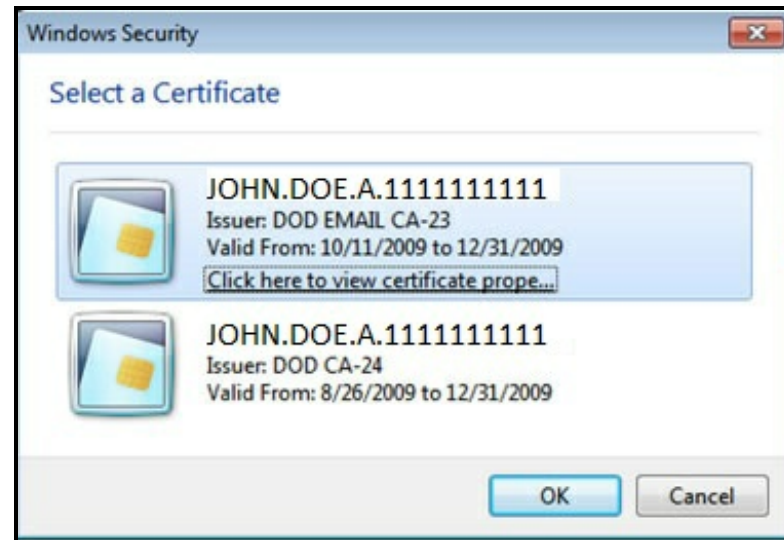 Windows Security
Select a Certificate
JOHN.DOE.A.1111111111
Issuer: DOD EMAIL CA-23
Valid From: 10/11/2009 to 12/31/2009
Click here to view certificate prope...
JOHN.DOE.A.1111111111
Issuer: DOD CA-24
Valid From: 8/26/2009 to 12/31/2009
OK Cancel